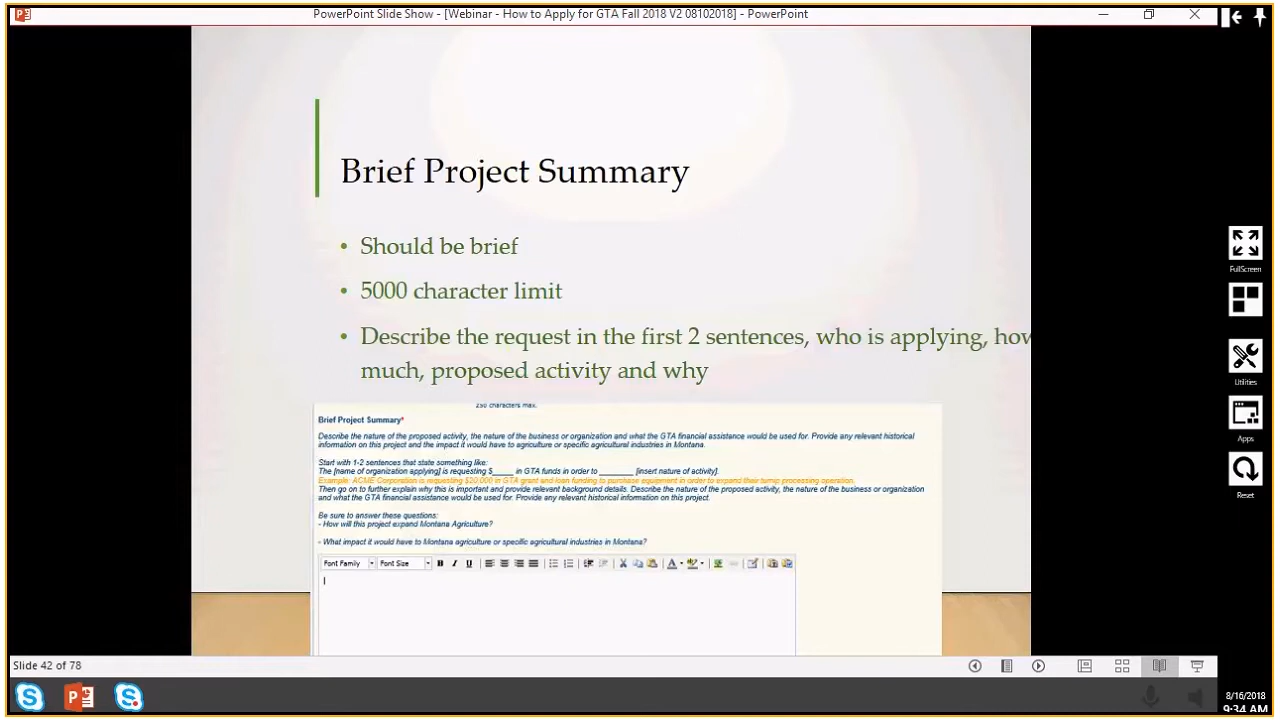 PowerPoint Slide Show - [Webinar - How to Apply for GTA Fall 2018 V2 08102018] - PowerPoint
Brief Project Summary
• Should be brief
• 5000 character limit
• Describe the request in the first 2 sentences, who is applying, how
much, proposed activity and why
250 characters max.
Brief Project Summary*
Describe the nature of the proposed activity, the nature of the business or organization and what the GTA financial assistance would be used for. Provide any relevant historical
information on this project and the impact it would have to agriculture or specific agricultural industries in Montana.
Start with 1-2 sentences that state something like:
The [name of organization applying] is requesting $_____ in GTA funds in order to ________ [insert nature of activity].
Example: ACME Corporation is requesting $20,000 in GTA grant and loan funding to purchase equipment in order to expand their turnip processing operation.
Then go on to further explain why this is important and provide relevant background details. Describe the nature of the proposed activity, the nature of the business or organization
and what the GTA financial assistance would be used for. Provide any relevant historical information on this project.
Be sure to answer these questions:
- How will this project expand Montana Agriculture?
- What impact it would have to Montana agriculture or specific agricultural industries in Montana?
Font Family Font Size B I U
FullScreen
Utilities
Apps
Reset
Slide 42 of 78
8/16/2018
9:34 AM